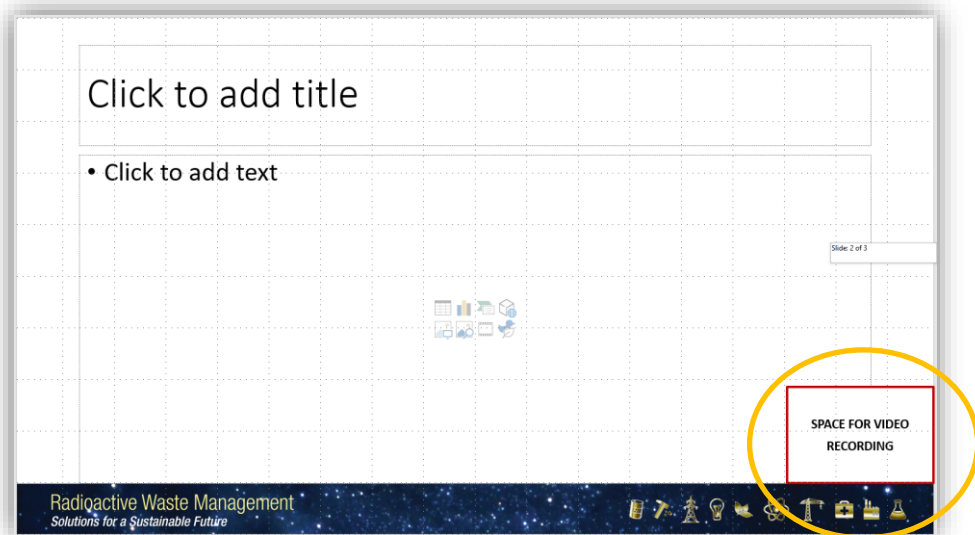 Click to add title
• Click to add text
Slide: 2 of 3
SPACE FOR VIDEO
RECORDING
Radioactive Waste Management
Solutions for a Sustainable Future